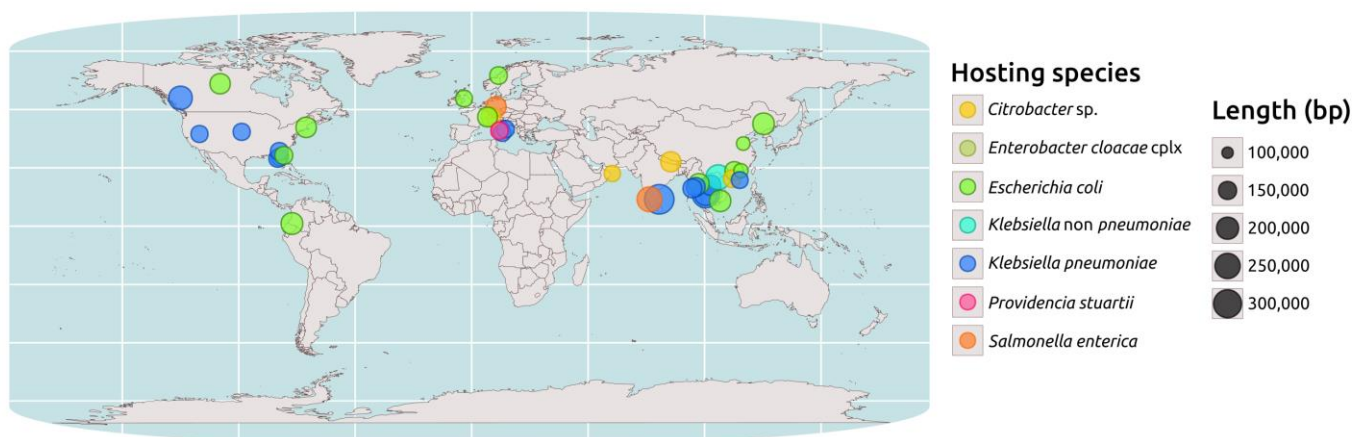 Hosting species
Citrobacter sp.
Enterobacter cloacae cplx
Escherichia coli
Klebsiella non pneumoniae
Klebsiella pneumoniae
Providencia stuartii
Salmonella enterica
Length (bp)
100,000
150,000
200,000
250,000
300,000